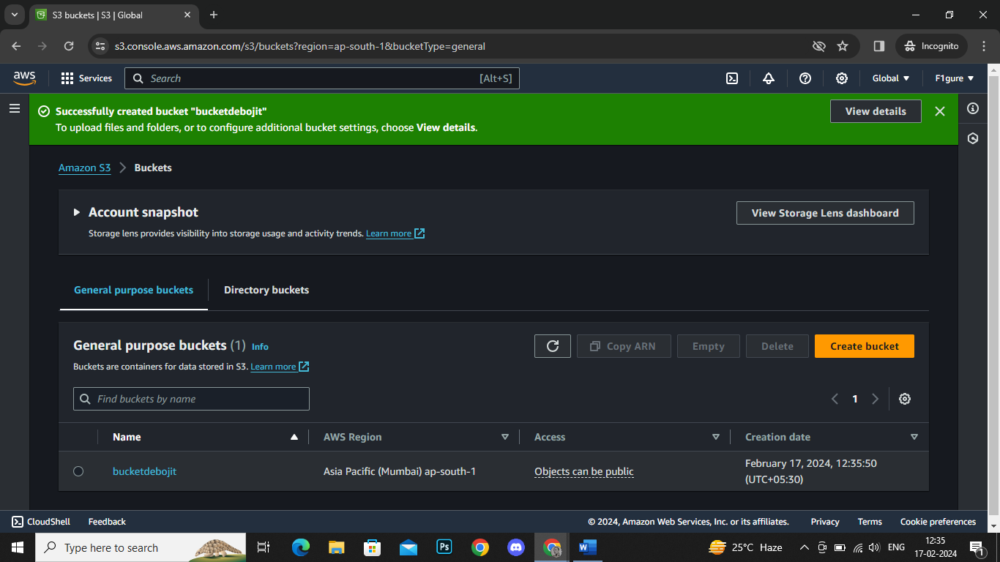 S3 buckets | S3 | Global
s3.console.aws.amazon.com/s3/buckets?region=ap-south-1&bucketType=general
Incognito
aws
Services
Search
[Alt+S]
Global
F1gure
Successfully created bucket "bucketdebojit"
To upload files and folders, or to configure additional bucket settings, choose View details.
View details
Amazon S3
Buckets
Account snapshot
Storage lens provides visibility into storage usage and activity trends. Learn more
View Storage Lens dashboard
General purpose buckets
Directory buckets
General purpose buckets (1) Info
Buckets are containers for data stored in S3. Learn more
Copy ARN
Empty
Delete
Create bucket
Find buckets by name
1
Name
AWS Region
Access
Creation date
bucketdebojit
Asia Pacific (Mumbai) ap-south-1
Objects can be public
February 17, 2024, 12:35:50
(UTC+05:30)
CloudShell
Feedback
© 2024, Amazon Web Services, Inc. or its affiliates.
Privacy
Terms
Cookie preferences
Type here to search
Ps
W
25°C Haze
ENG
12:35
17-02-2024
1